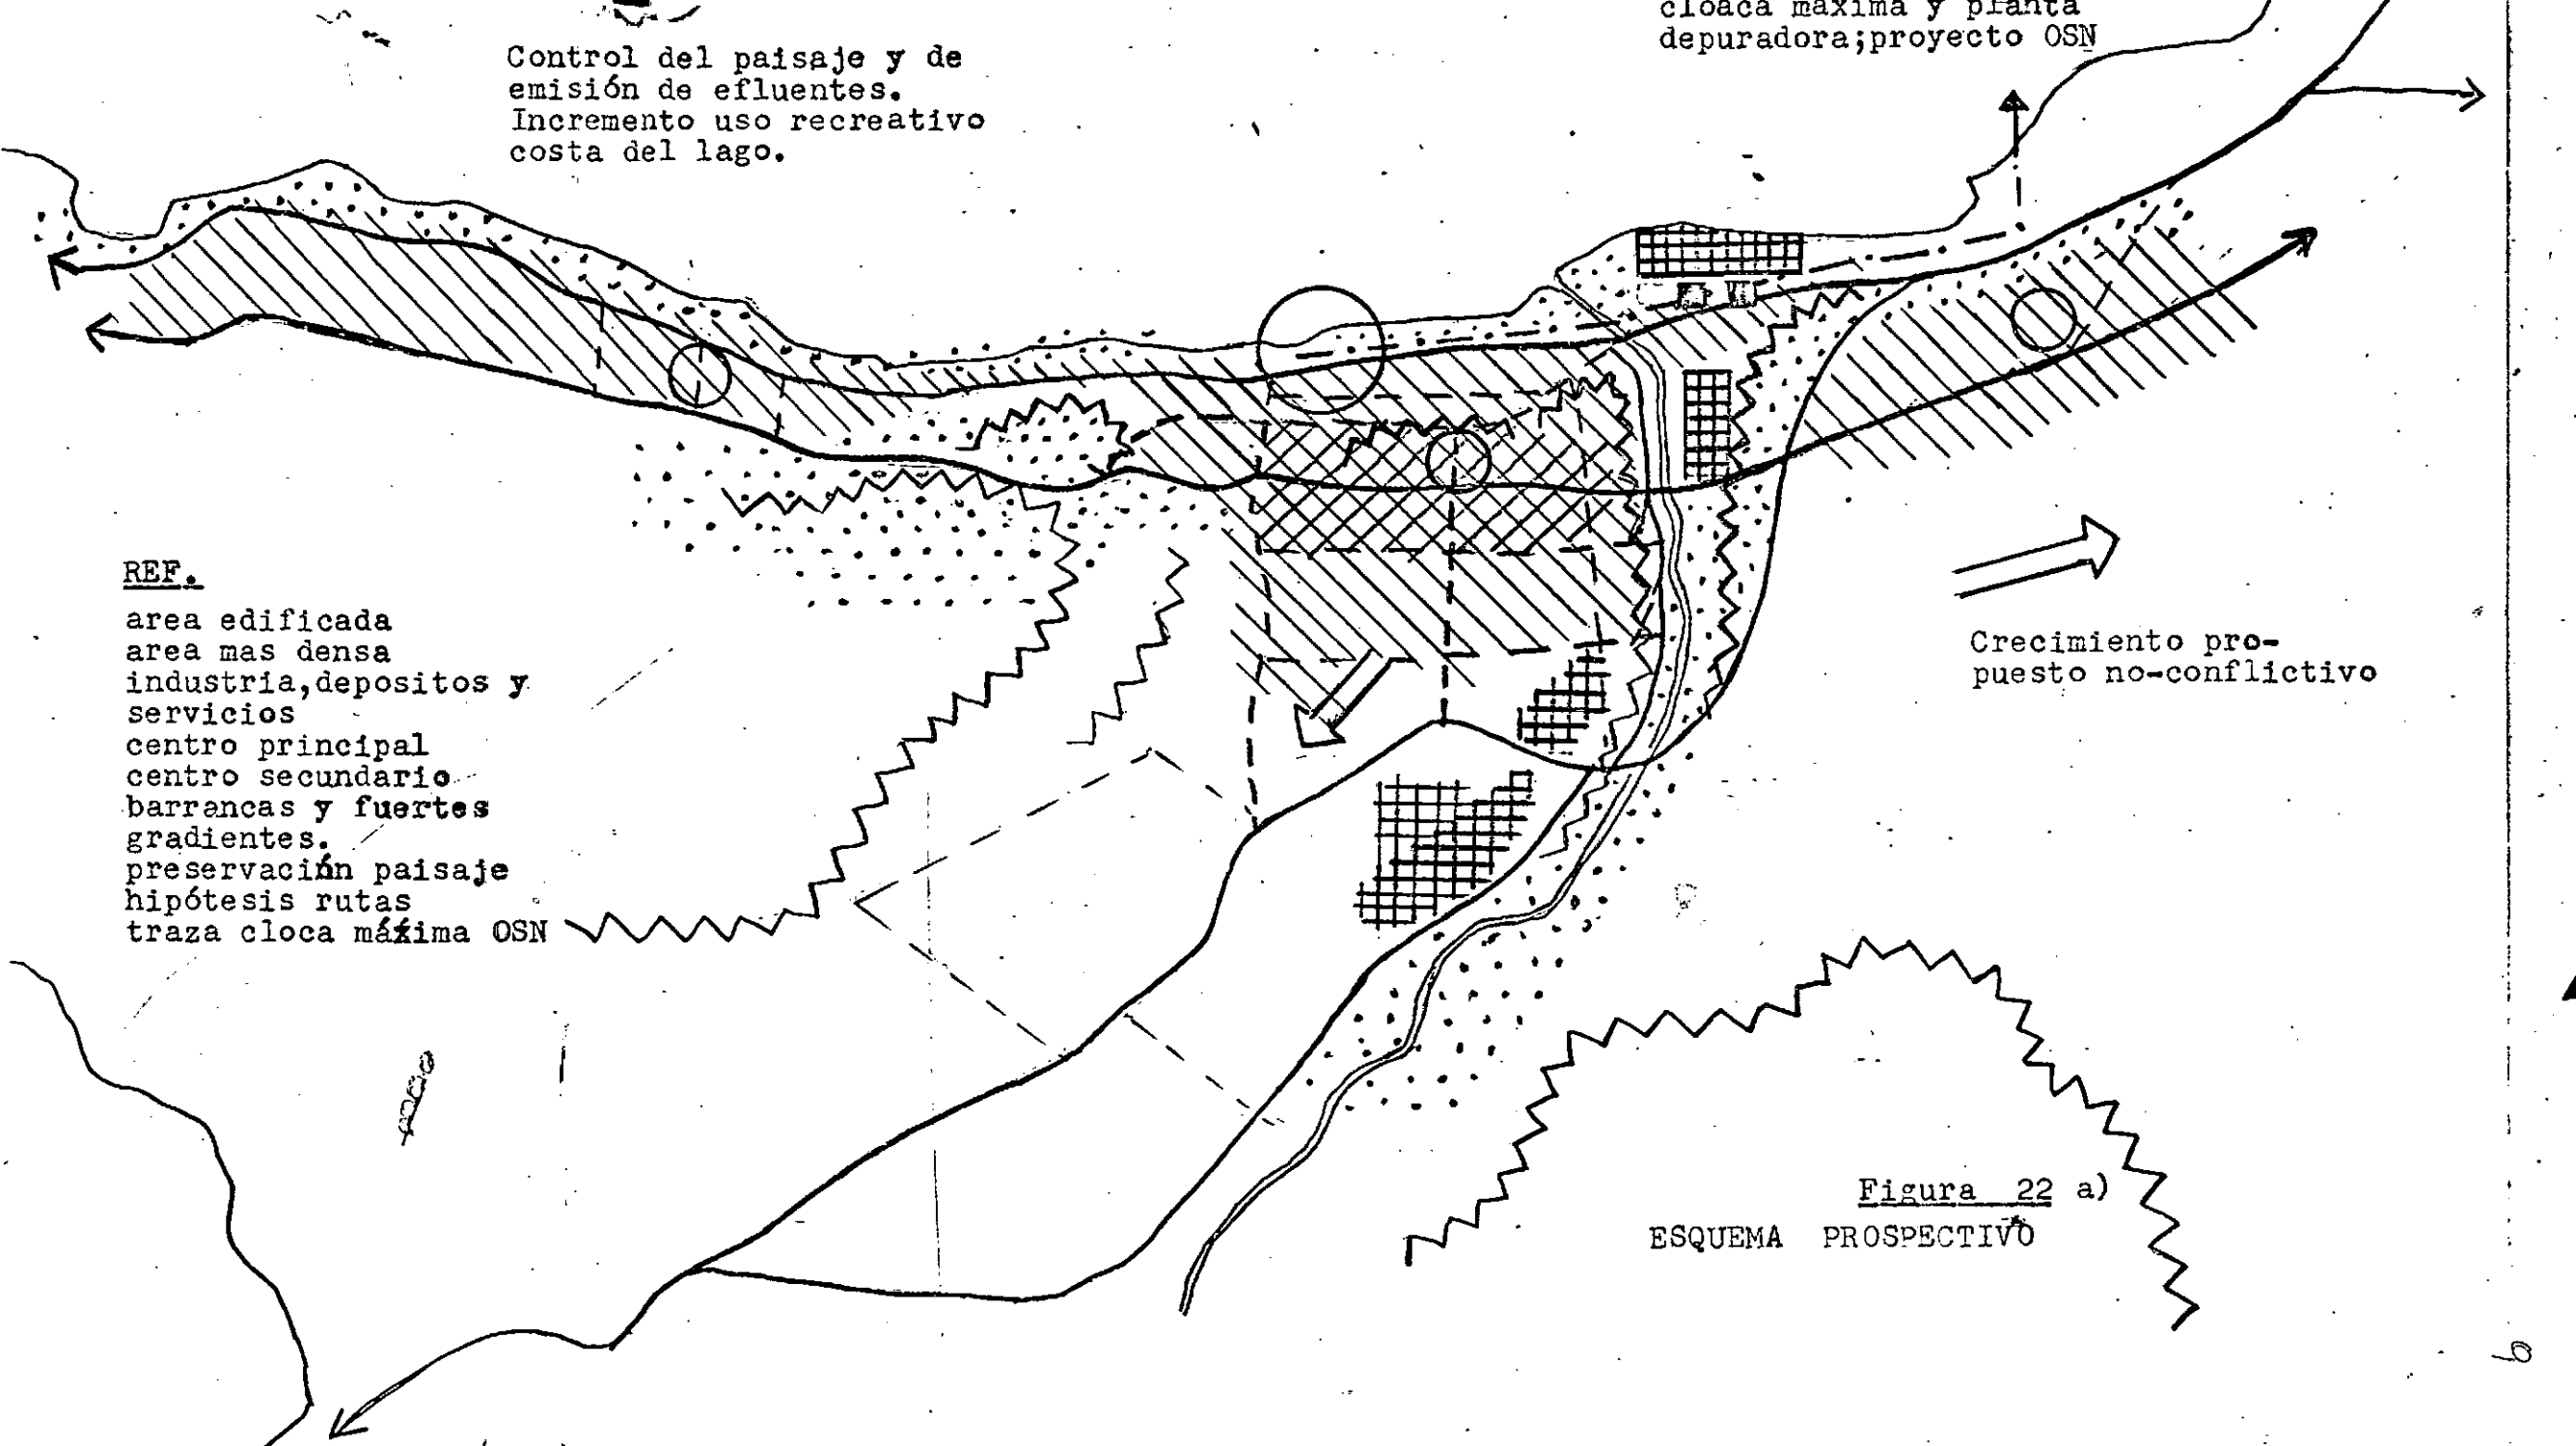 cloaca máxima y planta
depuradora;proyecto OSN
Control del paisaje y de
emisión de efluentes.
Incremento uso recreativo
costa del lago.
REF.
area edificada
area mas densa
industria,depositos y
servicios
centro principal
centro secundario
barrancas y fuertes
gradientes.
preservación paisaje
hipótesis rutas
traza cloca máxima OSN
Crecimiento pro-
puesto no-conflictivo
Figura 22 a)
ESQUEMA PROSPECTIVO